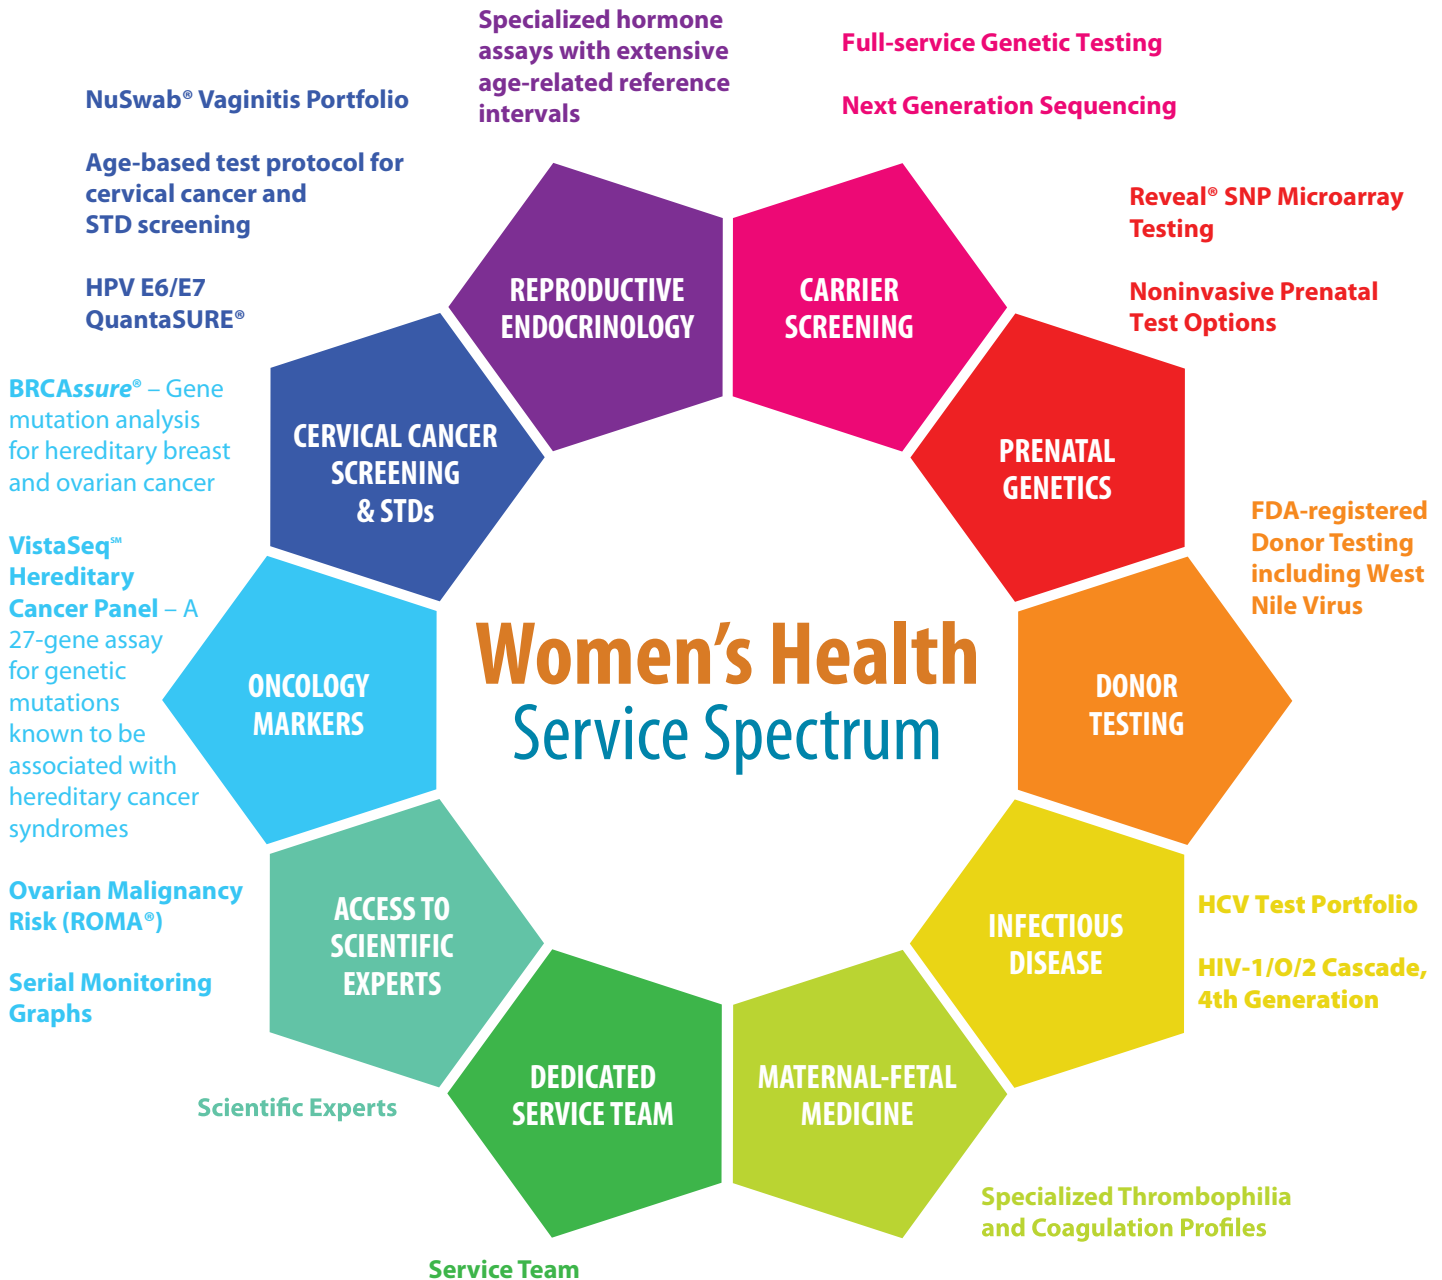 Specialized hormone
assays with extensive
age-related reference
intervals
Full-service Genetic Testing
Next Generation Sequencing
NuSwab® Vaginitis Portfolio
Age-based test protocol for
cervical cancer and
STD screening
HPV E6/E7
QuantaSURE®
Reveal® SNP Microarray
Testing
Noninvasive Prenatal
Test Options
REPRODUCTIVE
ENDOCRINOLOGY
CARRIER
SCREENING
BRCAssure® – Gene
mutation analysis
for hereditary breast
and ovarian cancer
CERVICAL CANCER
SCREENING
& STDs
PRENATAL
GENETICS
FDA-registered
Donor Testing
including West
Nile Virus
VistaSeq℠
Hereditary
Cancer Panel – A
27-gene assay
for genetic
mutations
known to be
associated with
hereditary cancer
syndromes
ONCOLOGY
MARKERS
Women's Health
Service Spectrum
DONOR
TESTING
Ovarian Malignancy
Risk (ROMA®)
Serial Monitoring
Graphs
ACCESS TO
SCIENTIFIC
EXPERTS
INFECTIOUS
DISEASE
HCV Test Portfolio
HIV-1/O/2 Cascade,
4th Generation
DEDICATED
SERVICE TEAM
MATERNAL-FETAL
MEDICINE
Scientific Experts
Specialized Thrombophilia
and Coagulation Profiles
Service Team